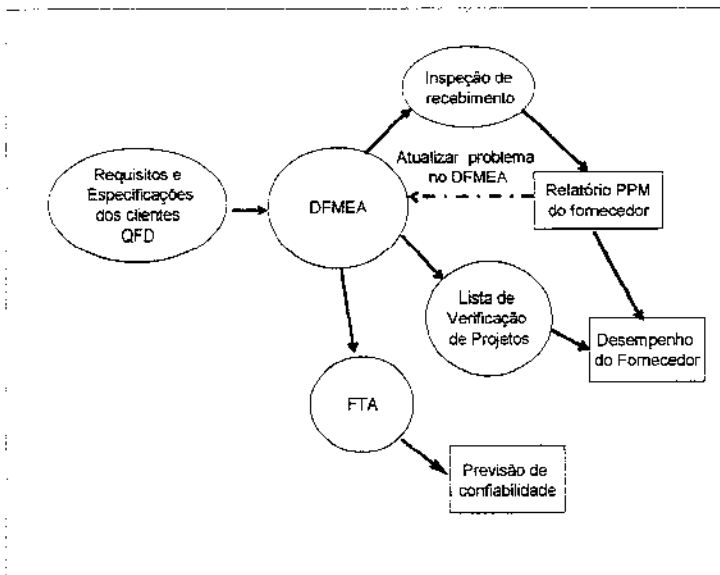 Inspeção de
recebimento
Atualizar problema
no DFMEA
Requisitos e
Especificações
dos clientes
QFD
DFMEA
Relatório PPM
do fornecedor
Lista de
Verificação
de Projetos
Desempenho
do Fornecedor
FTA
Previsão de
confiabilidade